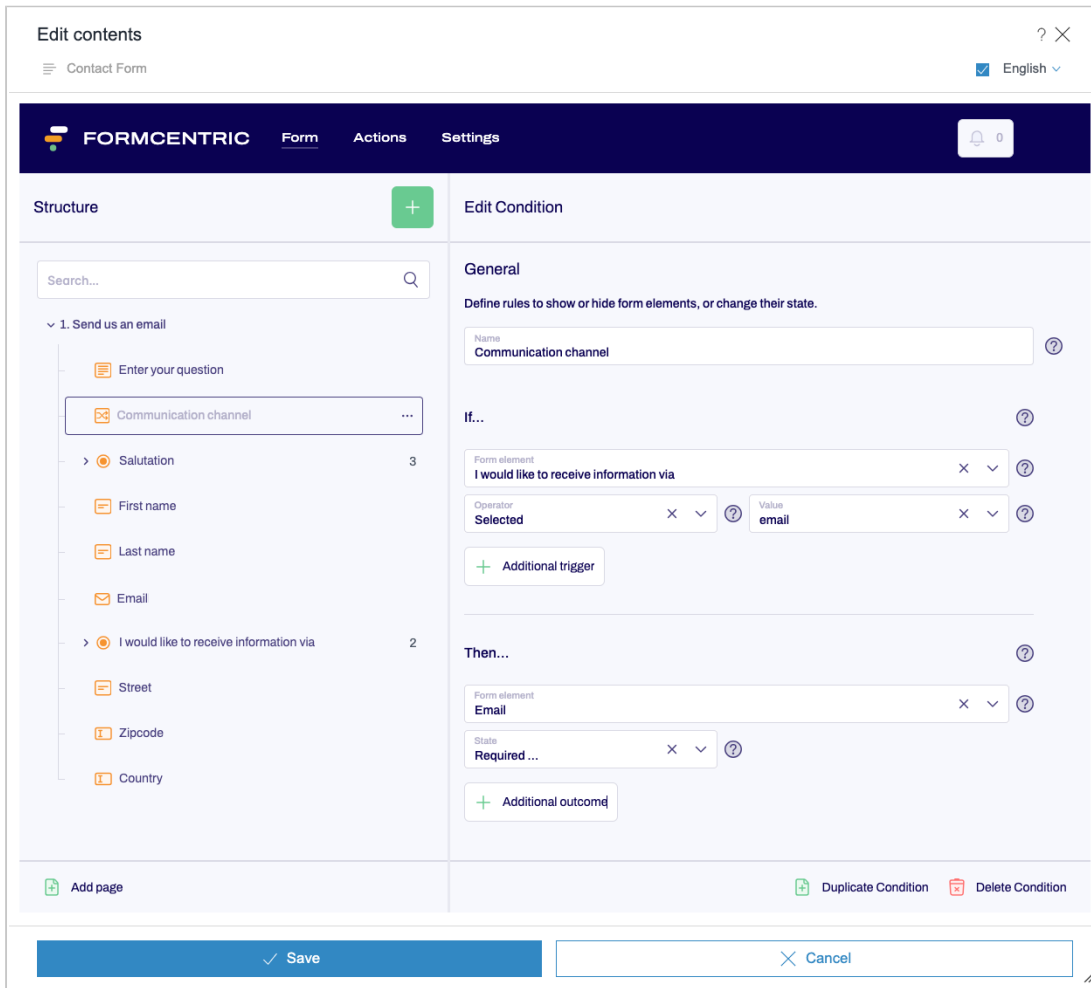 Edit contents
?
Contact Form
English
FORMCENTRIC Form Actions Settings
0
Structure
+
Edit Condition
Search...
1. Send us an email
Enter your question
Communication channel ...
Salutation 3
First name
Last name
Email
I would like to receive information via 2
Street
Zipcode
Country
Add page
General
Define rules to show or hide form elements, or change their state.
Name
Communication channel
?
If...
?
Form element
I would like to receive information via
?
Operator
Selected
?
Value
email
?
+ Additional trigger
Then...
?
Form element
Email
?
State
Required ...
?
+ Additional outcome
Duplicate Condition
Delete Condition
Save
Cancel